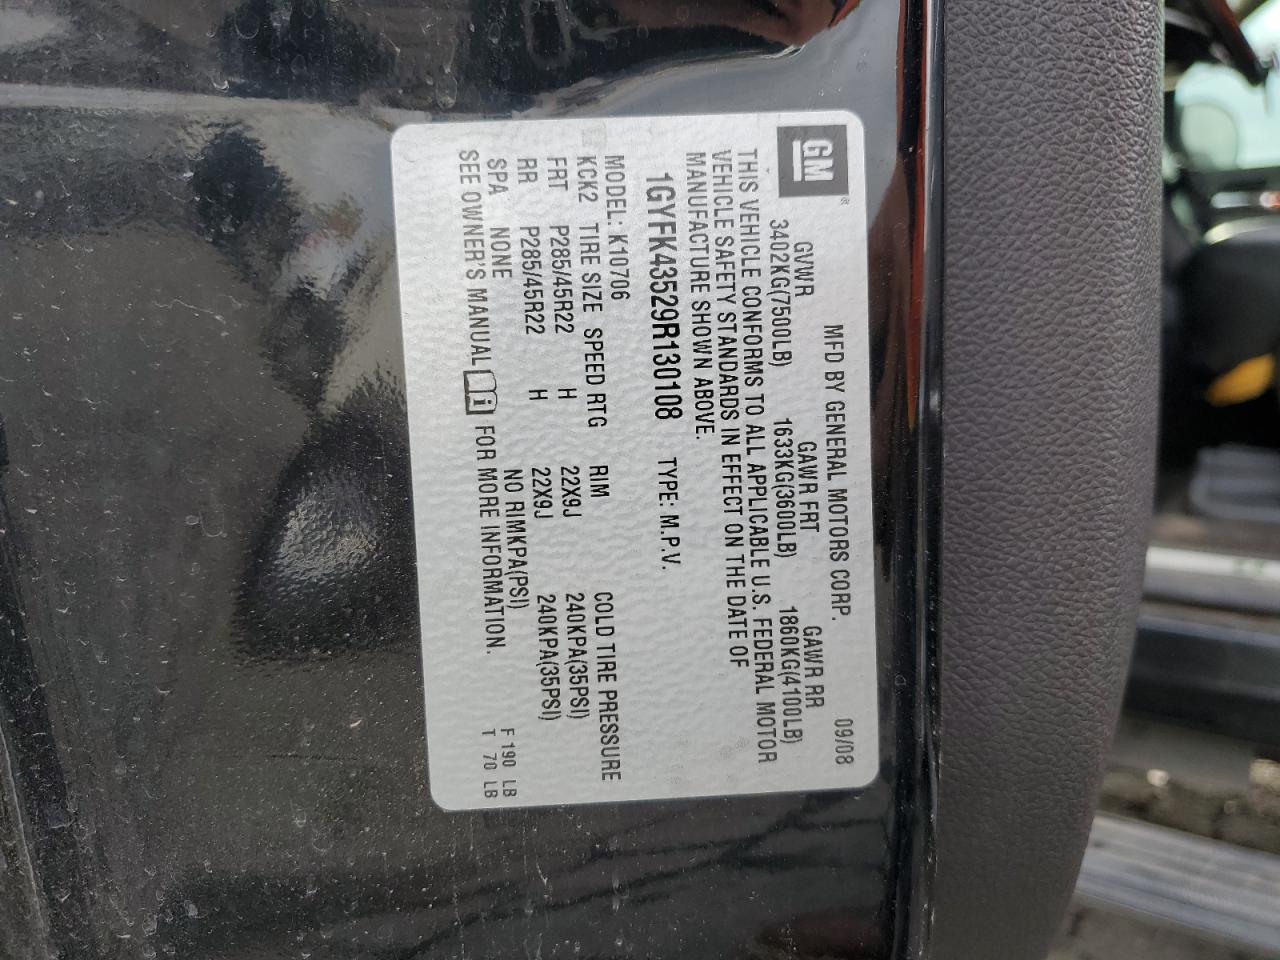 GM
MFD BY GENERAL MOTORS CORP. 09/08
GVWR GAWR FRT GAWR RR
3402KG(7500LB) 1633KG(3600LB) 1860KG(4100LB)
THIS VEHICLE CONFORMS TO ALL APPLICABLE U.S. FEDERAL MOTOR
VEHICLE SAFETY STANDARDS IN EFFECT ON THE DATE OF
MANUFACTURE SHOWN ABOVE.
1GYFK43529R130108 TYPE: M.P.V.
MODEL: K10706
KCK2 TIRE SIZE SPEED RTG RIM COLD TIRE PRESSURE
FRT P285/45R22 H 22X9J 240KPA(35PSI)
RR P285/45R22 H 22X9J 240KPA(35PSI)
SPA NONE NO RIMKPA(PSI) F 190 LB
SEE OWNER'S MANUAL i FOR MORE INFORMATION. T 70 LB